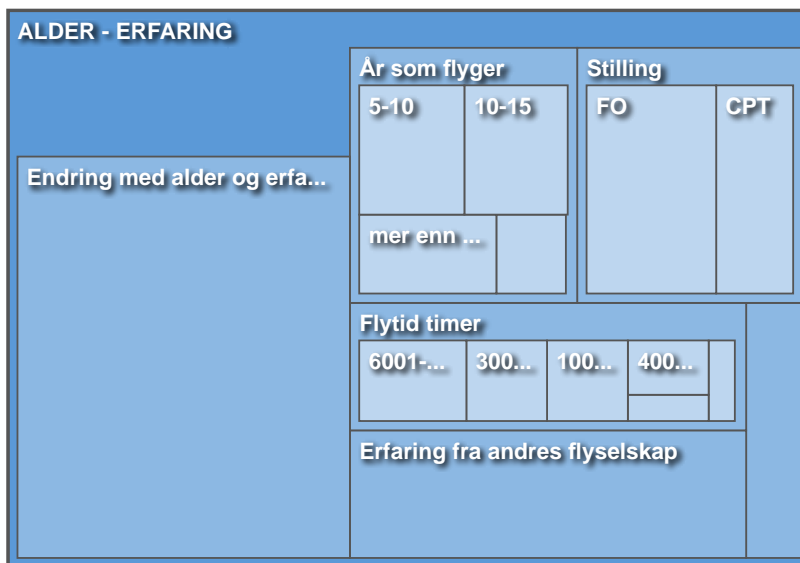 ALDER - ERFARING
År som flyger
Stilling
5-10
10-15
FO
CPT
Endring med alder og erfa...
mer enn ...
Flytid timer
6001-...
300...
100...
400...
Erfaring fra andres flyselskap